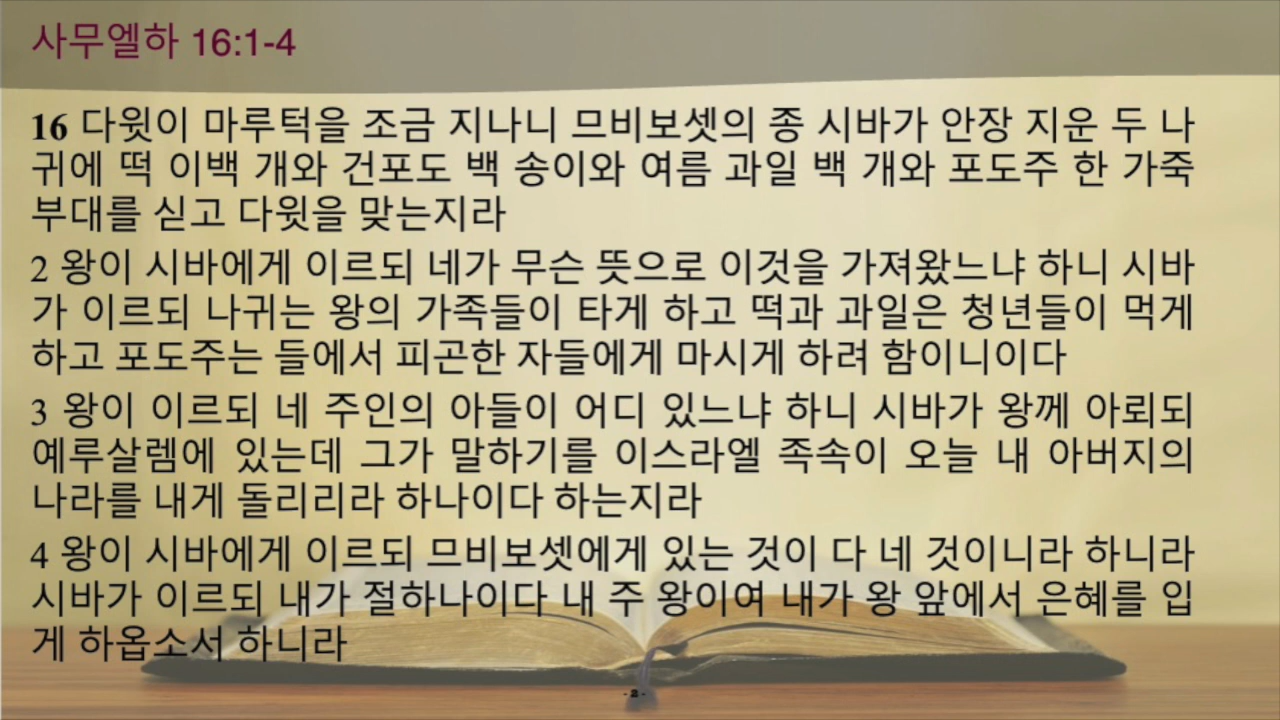 사무엘하 16:1-4
16 다윗이 마루턱을 조금 지나니 므비보셋의 종 시바가 안장 지운 두 나
귀에 떡 이백 개와 건포도 백 송이와 여름 과일 백 개와 포도주 한 가죽
부대를 싣고 다윗을 맞는지라
2 왕이 시바에게 이르되 네가 무슨 뜻으로 이것을 가져왔느냐 하니 시바
가 이르되 나귀는 왕의 가족들이 타게 하고 떡과 과일은 청년들이 먹게
하고 포도주는 들에서 피곤한 자들에게 마시게 하려 함이니이다
3 왕이 이르되 네 주인의 아들이 어디 있느냐 하니 시바가 왕께 아뢰되
예루살렘에 있는데 그가 말하기를 이스라엘 족속이 오늘 내 아버지의
나라를 내게 돌리리라 하나이다 하는지라
4 왕이 시바에게 이르되 므비보셋에게 있는 것이 다 네 것이니라 하니라
시바가 이르되 내가 절하나이다 내 주 왕이여 내가 왕 앞에서 은혜를 입
게 하옵소서 하니라
- 2 -